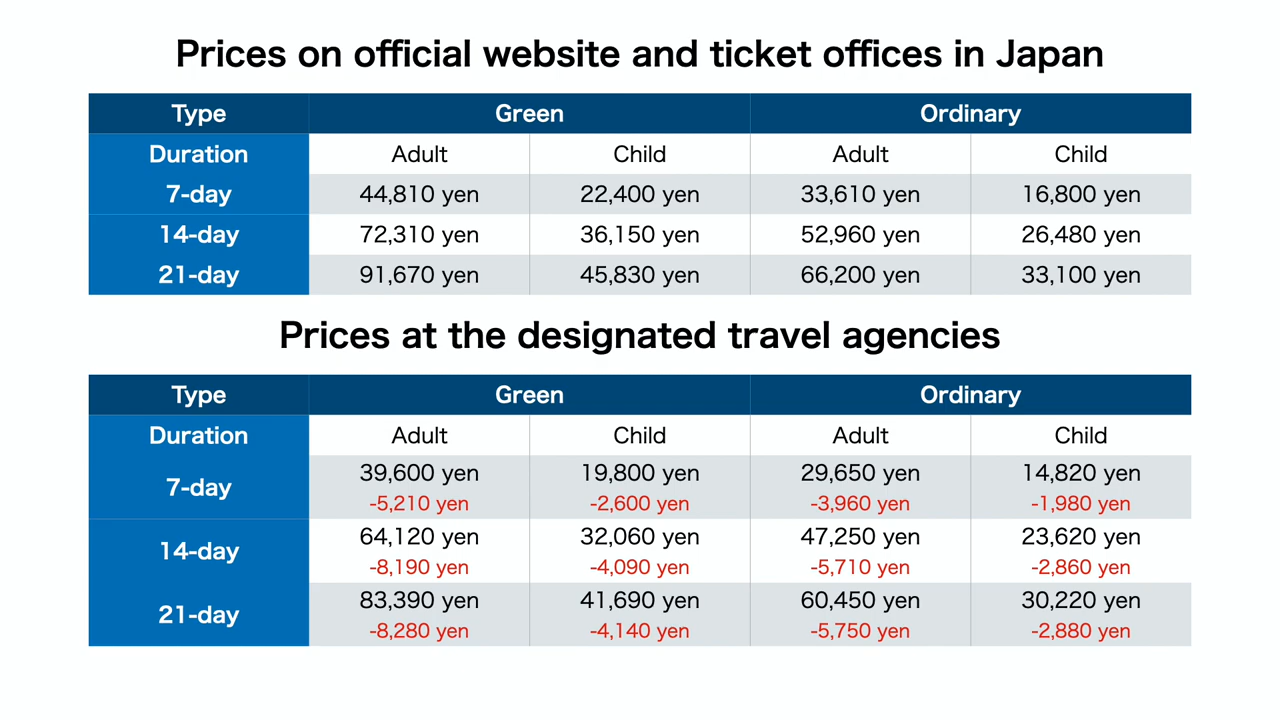 Prices on official website and ticket offices in Japan
Type Green Ordinary
Duration Adult Child Adult Child
7-day 44,810 yen 22,400 yen 33,610 yen 16,800 yen
14-day 72,310 yen 36,150 yen 52,960 yen 26,480 yen
21-day 91,670 yen 45,830 yen 66,200 yen 33,100 yen
Prices at the designated travel agencies
Type Green Ordinary
Duration Adult Child Adult Child
7-day 39,600 yen 19,800 yen 29,650 yen 14,820 yen
-5,210 yen -2,600 yen -3,960 yen -1,980 yen
14-day 64,120 yen 32,060 yen 47,250 yen 23,620 yen
-8,190 yen -4,090 yen -5,710 yen -2,860 yen
21-day 83,390 yen 41,690 yen 60,450 yen 30,220 yen
-8,280 yen -4,140 yen -5,750 yen -2,880 yen